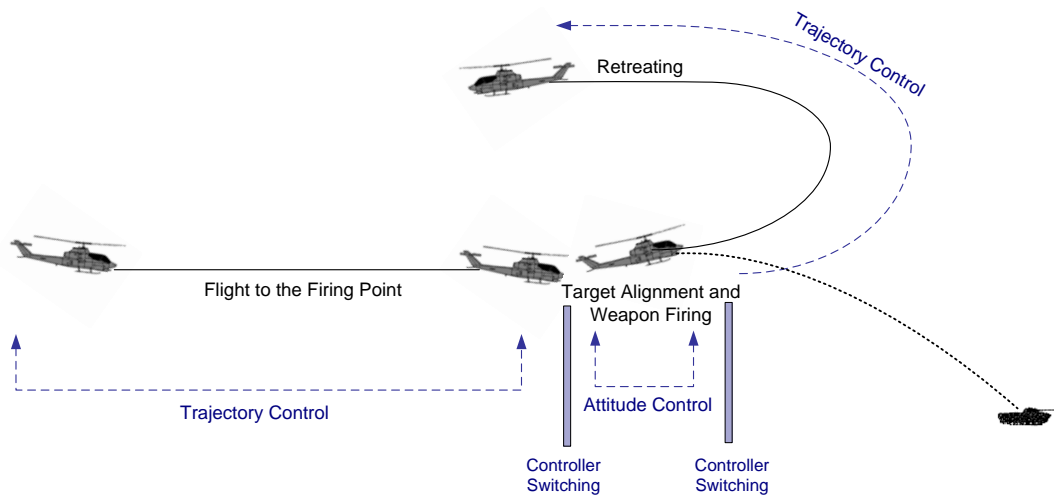 Retreating
Trajectory Control
Flight to the Firing Point
Target Alignment and
Weapon Firing
Trajectory Control
Attitude Control
Controller
Switching
Controller
Switching